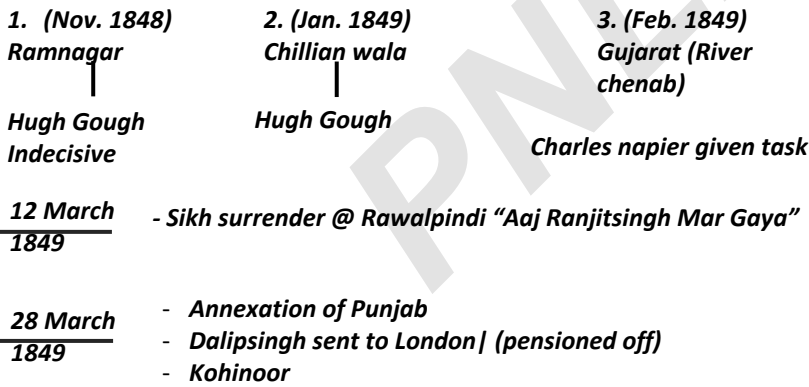 1. (Nov. 1848)
Ramnagar
Hugh Gough
Indecisive
2. (Jan. 1849)
Chillian wala
Hugh Gough
3. (Feb. 1849)
Gujarat (River
chenab)
Charles napier given task
12 March
1849
- Sikh surrender @ Rawalpindi “Aaj Ranjitsingh Mar Gaya”
28 March
1849
- Annexation of Punjab
- Dalipsingh sent to London| (pensioned off)
- Kohinoor